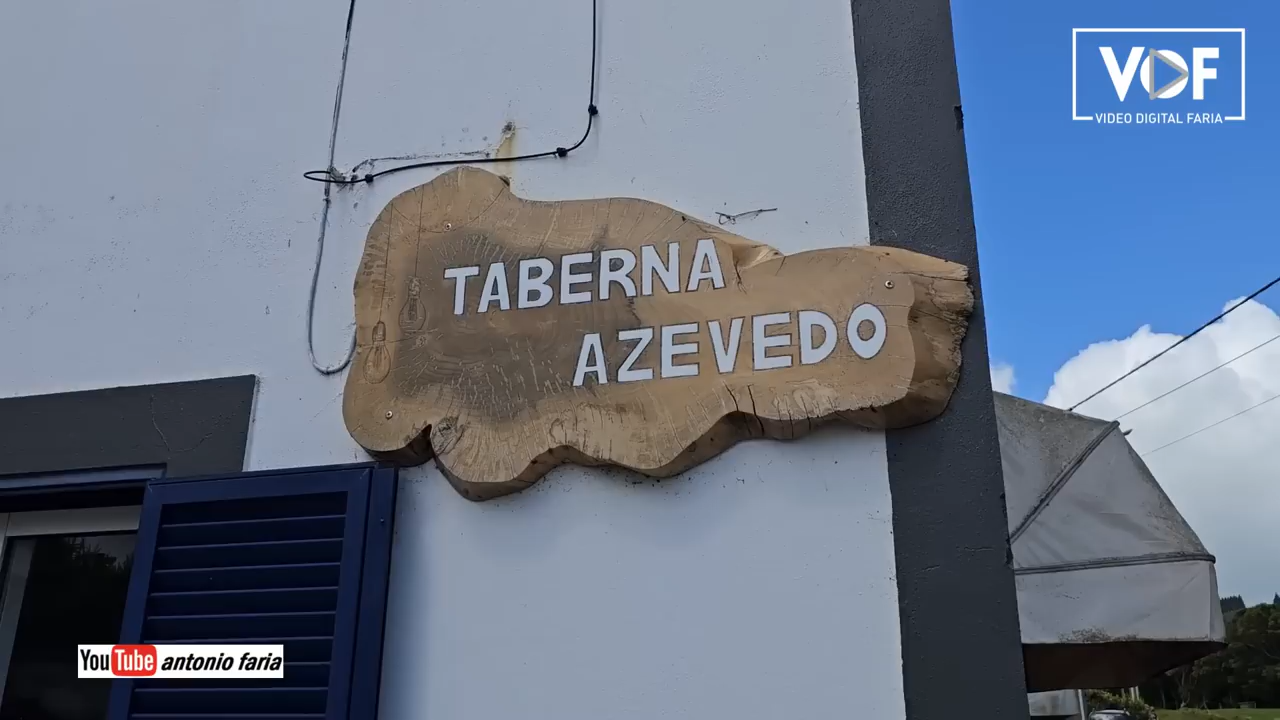 VDF
VIDEO DIGITAL FARIA
TABERNA
AZEVEDO
YouTube antonio faria